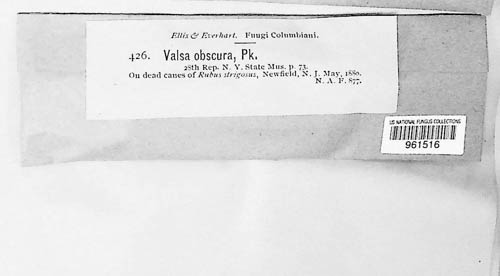 Ellis & Everhart. Fungi Columbiani.
426. Valsa obscura, Pk.
28th Rep. N. Y. State Mus. p. 73.
On dead canes of Rubus strigosus, Newfield, N. J. May, 1880.
N. A. F. 877.
US NATIONAL FUNGUS COLLECTIONS
961516